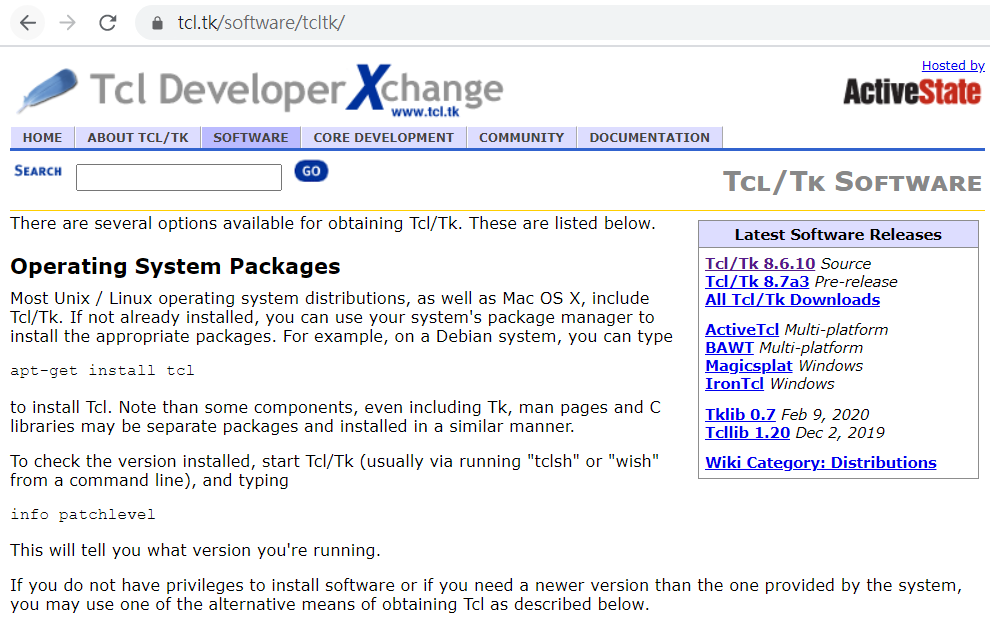 tcl.tk/software/tcltk/
Hosted by
ActiveState
Tcl Developer Xchange
www.tcl.tk
HOME ABOUT TCL/TK SOFTWARE CORE DEVELOPMENT COMMUNITY DOCUMENTATION
SEARCH GO
TCL/TK SOFTWARE
There are several options available for obtaining Tcl/Tk. These are listed below.
Operating System Packages
Most Unix / Linux operating system distributions, as well as Mac OS X, include
Tcl/Tk. If not already installed, you can use your system's package manager to
install the appropriate packages. For example, on a Debian system, you can type
apt-get install tcl
to install Tcl. Note than some components, even including Tk, man pages and C
libraries may be separate packages and installed in a similar manner.
To check the version installed, start Tcl/Tk (usually via running "tclsh" or "wish"
from a command line), and typing
info patchlevel
This will tell you what version you're running.
If you do not have privileges to install software or if you need a newer version than the one provided by the system,
you may use one of the alternative means of obtaining Tcl as described below.
Latest Software Releases
Tcl/Tk 8.6.10 Source
Tcl/Tk 8.7a3 Pre-release
All Tcl/Tk Downloads
ActiveTcl Multi-platform
BAWT Multi-platform
Magicsplat Windows
IronTcl Windows
Tklib 0.7 Feb 9, 2020
Tcllib 1.20 Dec 2, 2019
Wiki Category: Distributions